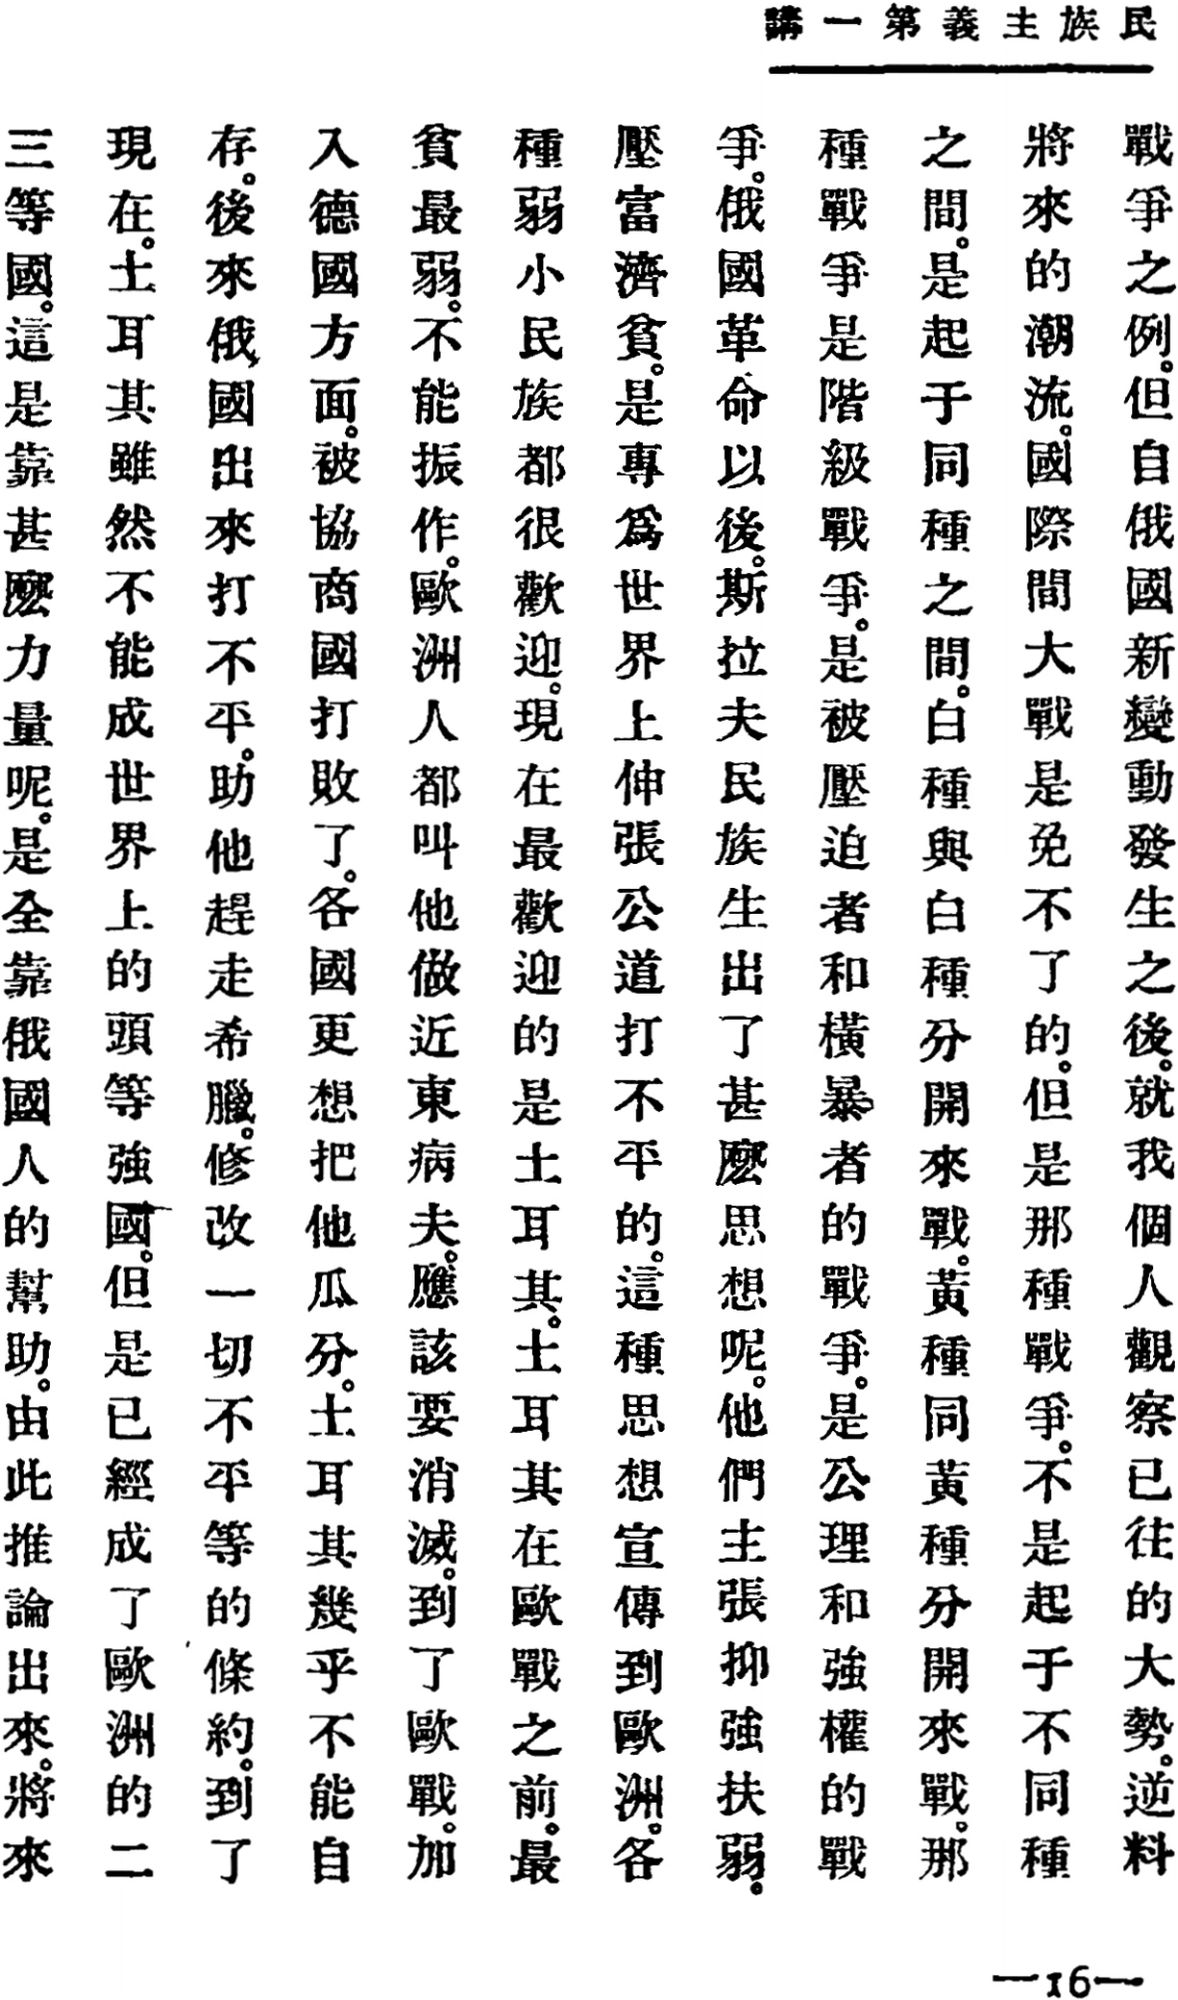 民族主義第一講
戰爭之例。但自俄國新變動發生之後。就我個人觀察已往的大勢。逆料
將來的潮流。國際間大戰是免不了的。但是那種戰爭。不是起于不同種
之間。是起于同種之間。白種與白種分開來戰。黃種同黃種分開來戰。那
種戰爭是階級戰爭。是被壓迫者和橫暴者的戰爭。是公理和強權的戰
爭。俄國革命以後。斯拉夫民族生出了甚麽思想呢。他們主張抑強扶弱。
壓富濟貧。是專爲世界上伸張公道打不平的。這種思想宣傳到歐洲。各
種弱小民族都很歡迎。現在最歡迎的是土耳其。土耳其在歐戰之前。最
貧最弱。不能振作。歐洲人都叫他做近東病夫。應該要消滅。到了歐戰。加
入德國方面。被協商國打敗了。各國更想把他瓜分。土耳其幾乎不能自
存。後來俄國出來打不平。助他趕走希臘。修改一切不平等的條約。到了
現在。土耳其雖然不能成世界上的頭等強國。但是已經成了歐洲的二
三等國。這是靠甚麽力量呢。是全靠俄國人的幫助。由此推論出來。將來
—16—